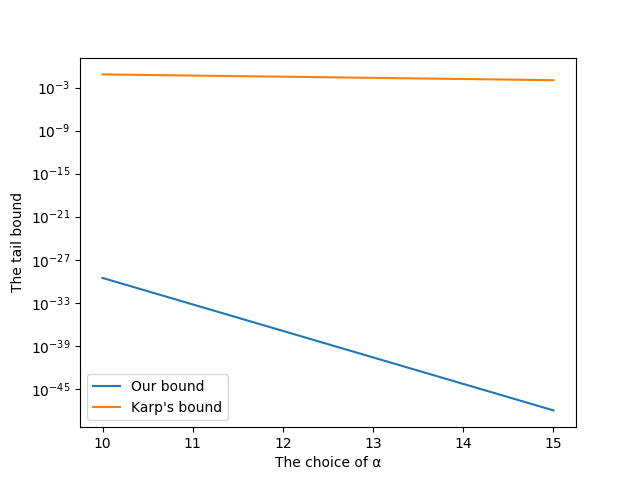 10⁻³
10⁻⁹
10⁻¹⁵
10⁻²¹
10⁻²⁷
10⁻³³
10⁻³⁹
10⁻⁴⁵
The tail bound
Our bound
Karp's bound
10 11 12 13 14 15
The choice of α